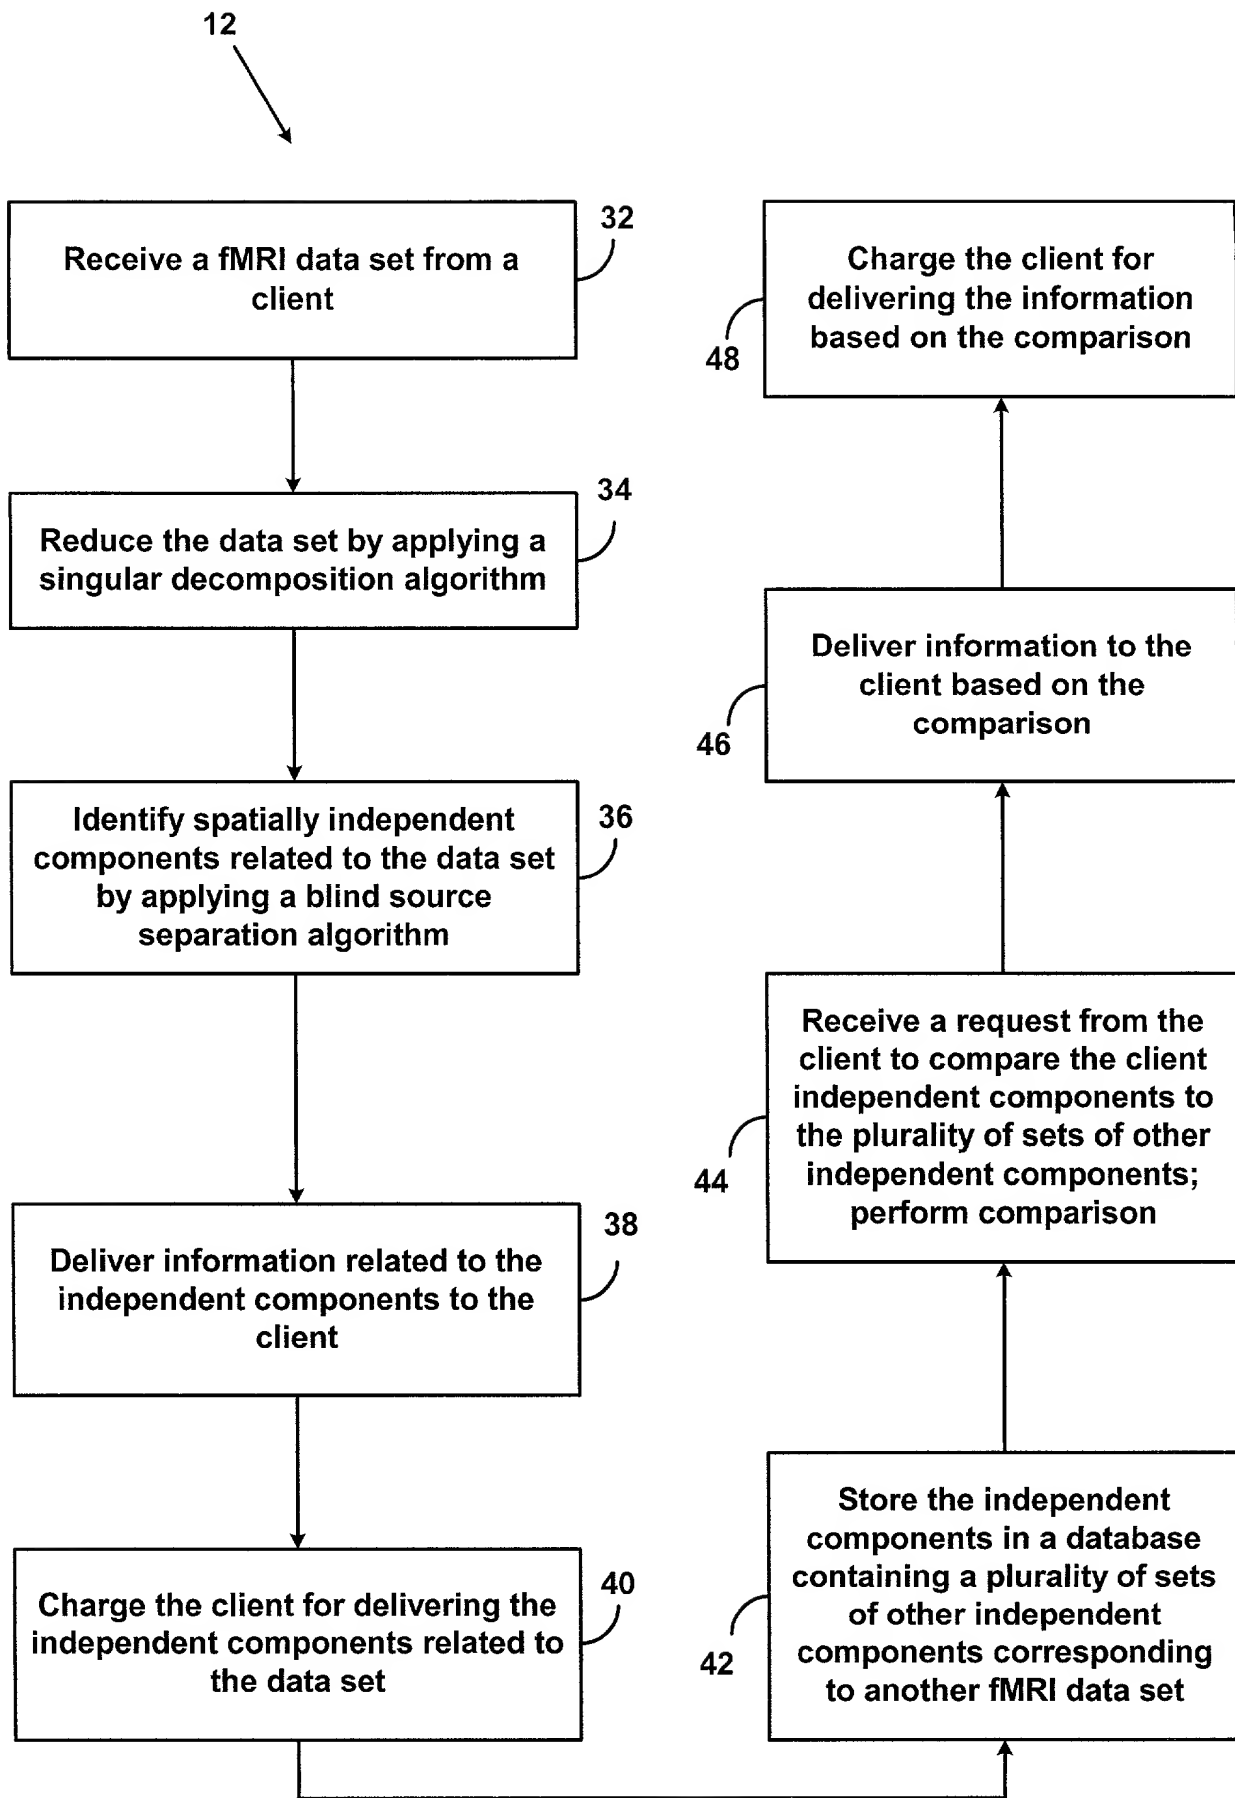 12
Receive a fMRI data set from a
client
32
Reduce the data set by applying a
singular decomposition algorithm
34
Identify spatially independent
components related to the data set
by applying a blind source
separation algorithm
36
Deliver information related to the
independent components to the
client
38
Charge the client for delivering the
independent components related to
the data set
40
Store the independent
components in a database
containing a plurality of sets
of other independent
components corresponding
to another fMRI data set
42
Receive a request from the
client to compare the client
independent components to
the plurality of sets of other
independent components;
perform comparison
44
Deliver information to the
client based on the
comparison
46
Charge the client for
delivering the information
based on the comparison
48